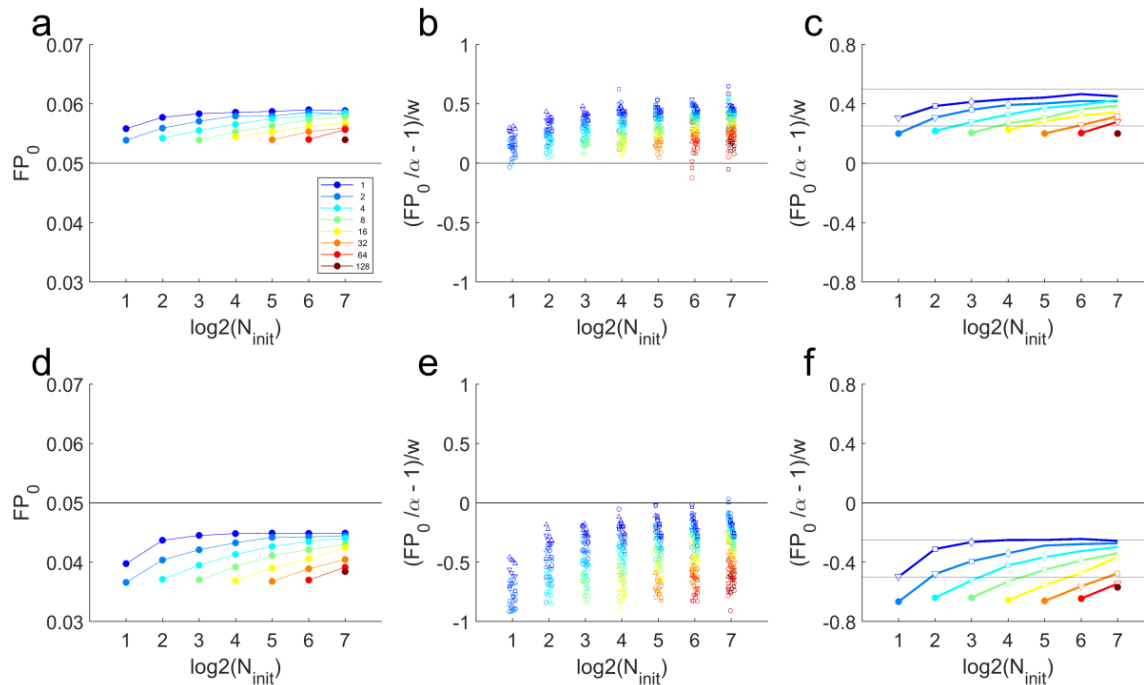 a
0.07
0.06
0.05
0.04
0.03
FP0
1 2 3 4 5 6 7
log2(Ninit)
1
2
4
8
16
32
64
128
b
1
0.5
0
-0.5
-1
(FP0/α - 1)/w
1 2 3 4 5 6 7
log2(Ninit)
c
0.8
0.4
0
-0.4
-0.8
(FP0/α - 1)/w
1 2 3 4 5 6 7
log2(Ninit)
d
0.07
0.06
0.05
0.04
0.03
FP0
1 2 3 4 5 6 7
log2(Ninit)
e
1
0.5
0
-0.5
-1
(FP0/α - 1)/w
1 2 3 4 5 6 7
log2(Ninit)
f
0.8
0.4
0
-0.4
-0.8
(FP0/α - 1)/w
1 2 3 4 5 6 7
log2(Ninit)